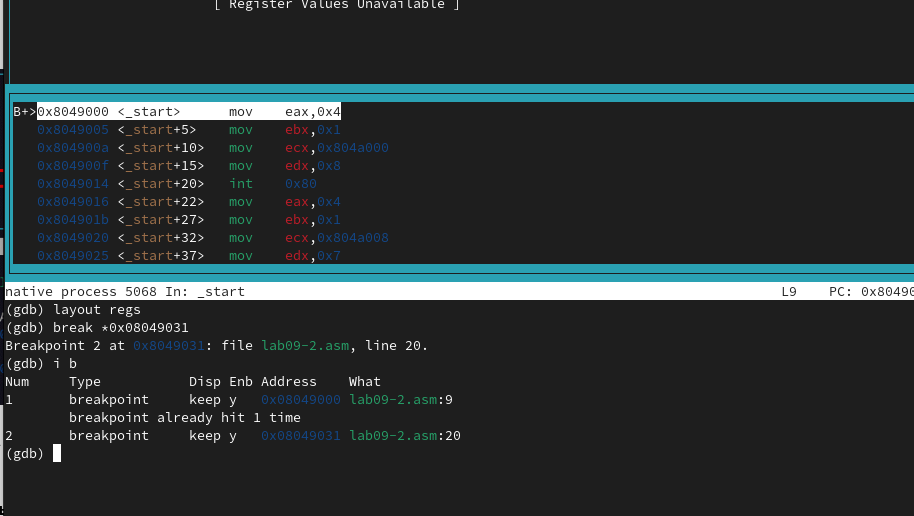 [ Register Values Unavailable ]
B+>0x8049000 <_start>      mov    eax,0x4
0x8049005 <_start+5>    mov    ebx,0x1
0x804900a <_start+10>   mov    ecx,0x804a000
0x804900f <_start+15>   mov    edx,0x8
0x8049014 <_start+20>   int    0x80
0x8049016 <_start+22>   mov    eax,0x4
0x804901b <_start+27>   mov    ebx,0x1
0x8049020 <_start+32>   mov    ecx,0x804a008
0x8049025 <_start+37>   mov    edx,0x7
native process 5068 In: _start L9 PC: 0x80490
(gdb) layout regs
(gdb) break *0x08049031
Breakpoint 2 at 0x8049031: file lab09-2.asm, line 20.
(gdb) i b
Num     Type           Disp Enb Address    What
1       breakpoint     keep y   0x08049000 lab09-2.asm:9
breakpoint already hit 1 time
2       breakpoint     keep y   0x08049031 lab09-2.asm:20
(gdb)